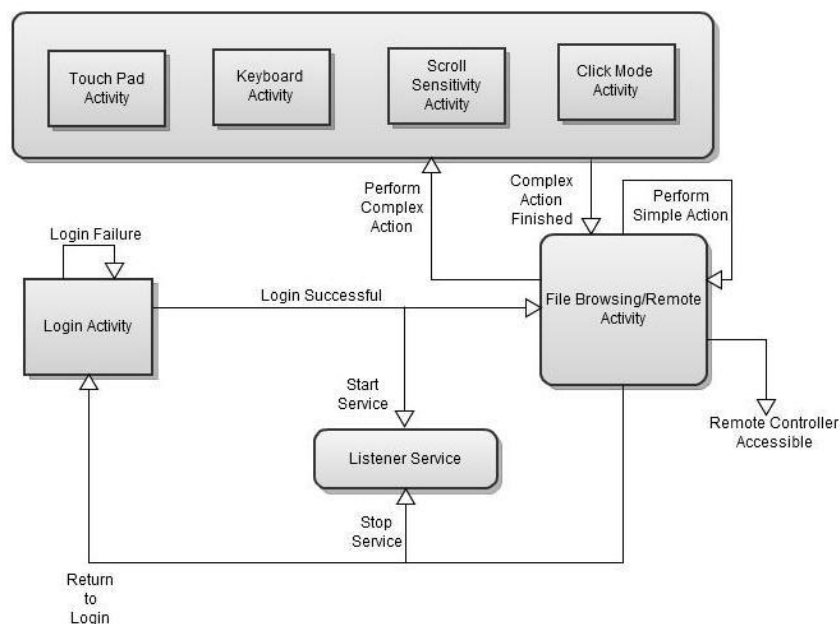 Touch Pad
Activity
Keyboard
Activity
Scroll
Sensitivity
Activity
Click Mode
Activity
Perform
Complex
Action
Complex
Action
Finished
Perform
Simple Action
Login Failure
Login Activity
Login Successful
File Browsing/Remote
Activity
Start
Service
Remote Controller
Accessible
Listener Service
Stop
Service
Return
to
Login